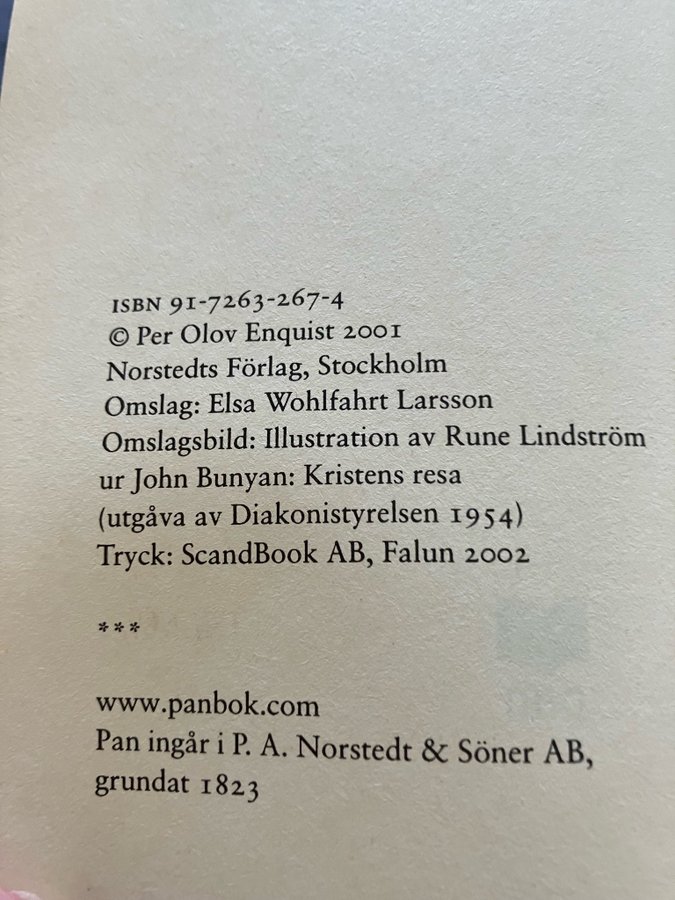 ISBN 91-7263-267-4
© Per Olov Enquist 2001
Norstedts Förlag, Stockholm
Omslag: Elsa Wohlfahrt Larsson
Omslagsbild: Illustration av Rune Lindström
ur John Bunyan: Kristens resa
(utgåva av Diakonistyrelsen 1954)
Tryck: ScandBook AB, Falun 2002
***
www.panbok.com
Pan ingår i P. A. Norstedt & Söner AB,
grundat 1823